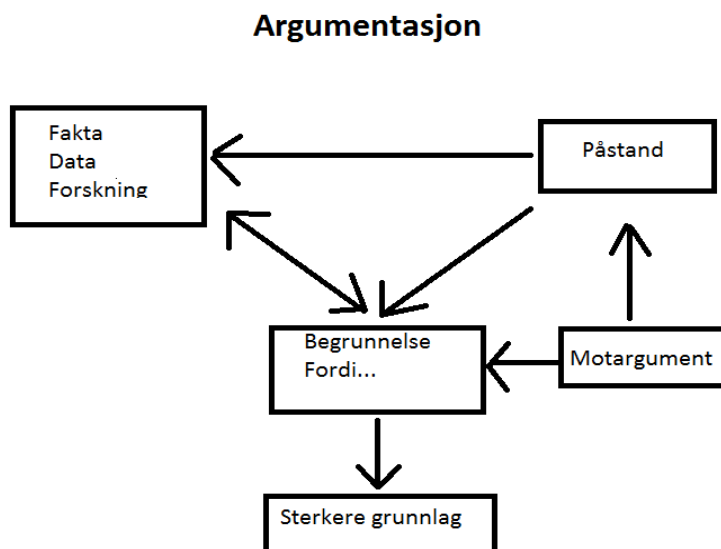 Argumentasjon
Fakta
Data
Forskning
Påstand
Begrunnelse
Fordi...
Motargument
Sterkere grunnlag